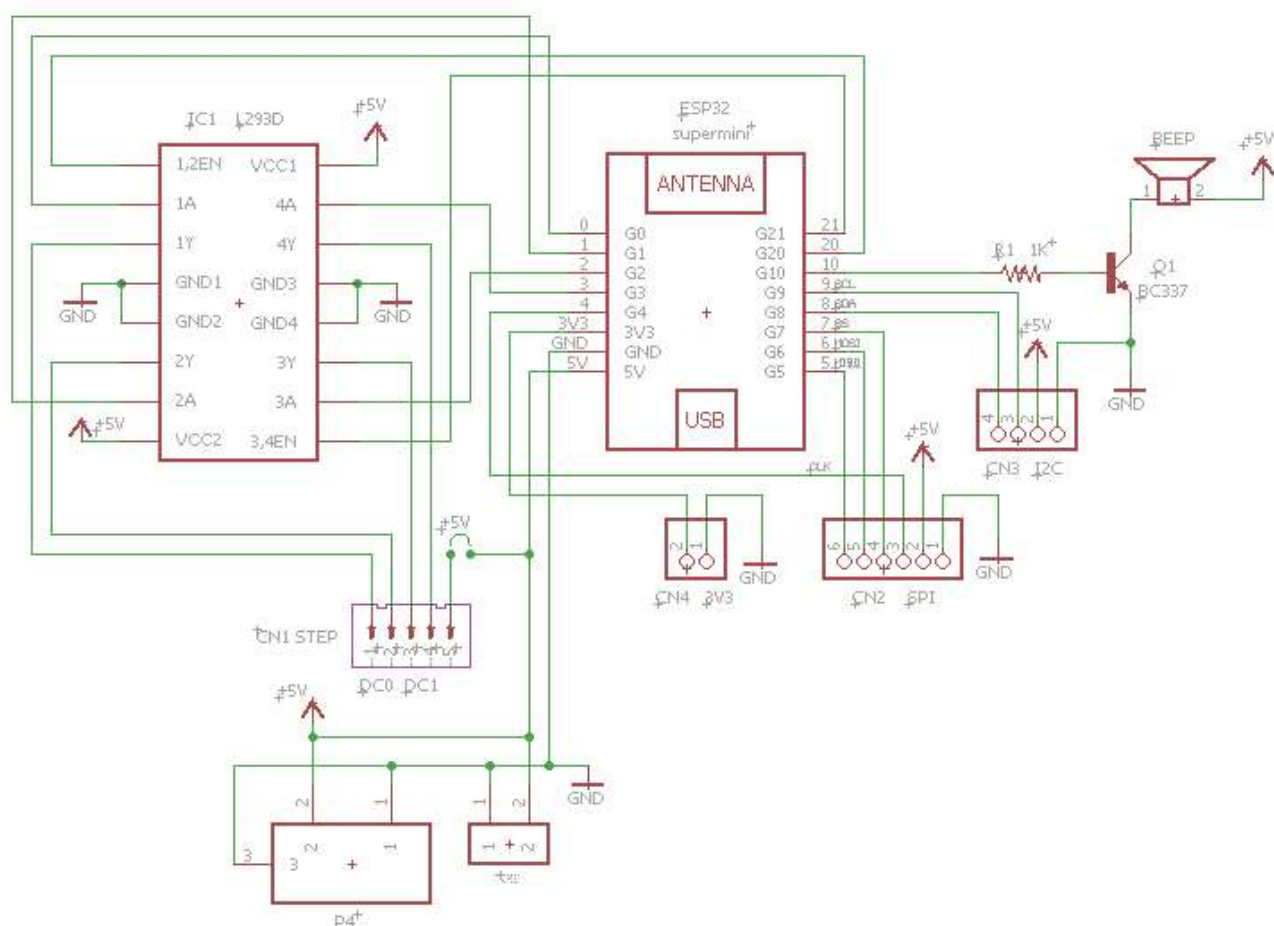 IC1 L293D
+5V
1,2EN VCC1
1A 4A
1Y 4Y
GND1 GND3
GND2 GND4
2Y 3Y
2A 3A
VCC2 3,4EN
GND
GND
+5V
ESP32
supermini
ANTENNA
0 G0 G21 21
1 G1 G20 20
2 G2 G10 10
3 G3 G9 9
4 G4 G8 8
3V3 3V3 G7 7
GND GND G6 6
5V 5V G5 5
USB
BEEP
1 2
+5V
R1 1K
Q1
BC337
GND
+5V
4 3 2 1
CN3 I2C
CLK
+5V
6 5 4 3 2 1
CN2 SPI
GND
2 1
CN4 3V3
GND
+5V
CN1 STEP
DC0 DC1
+5V
GND
2 1
3 3 2 1
P4
1 2
1 2